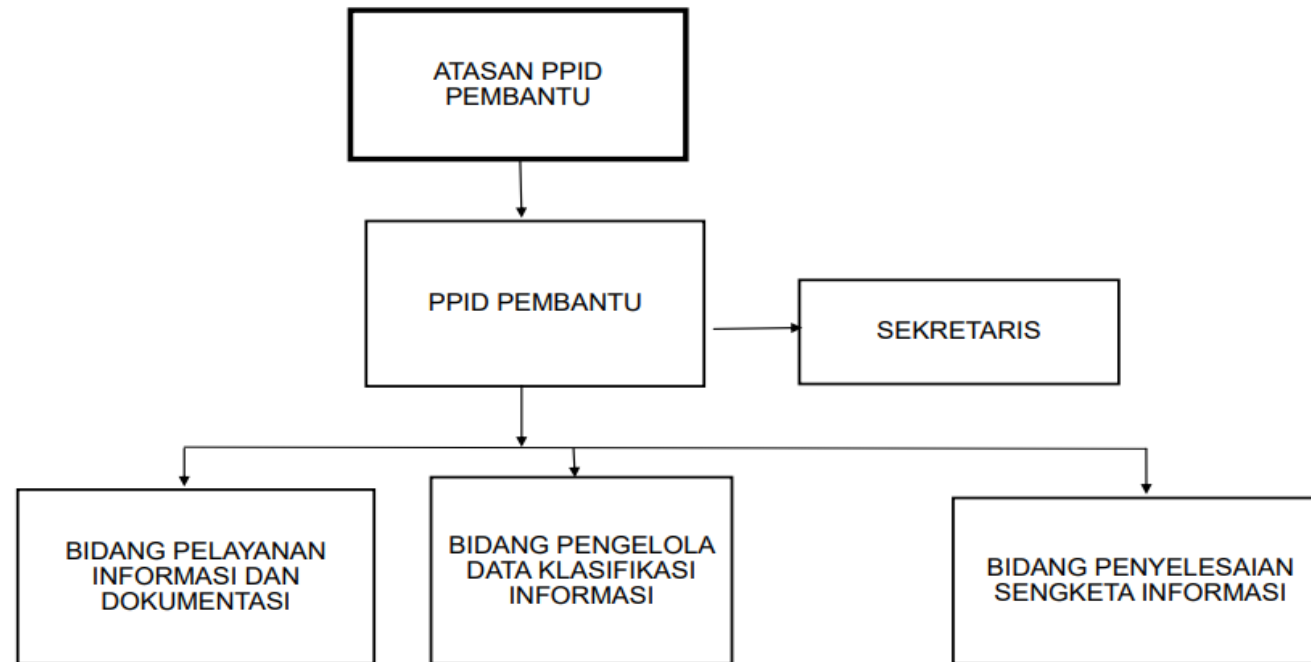 ATASAN PPID
PEMBANTU
PPID PEMBANTU
SEKRETARIS
BIDANG PELAYANAN
INFORMASI DAN
DOKUMENTASI
BIDANG PENGELOLA
DATA KLASIFIKASI
INFORMASI
BIDANG PENYELESAIAN
SENGKETA INFORMASI